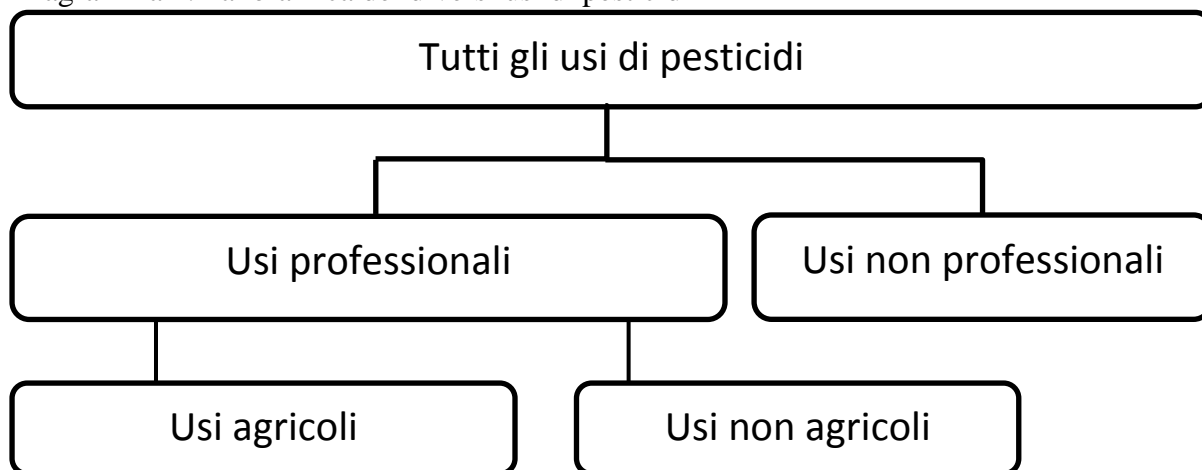 Tutti gli usi di pesticidi
Usi professionali
Usi non professionali
Usi agricoli
Usi non agricoli